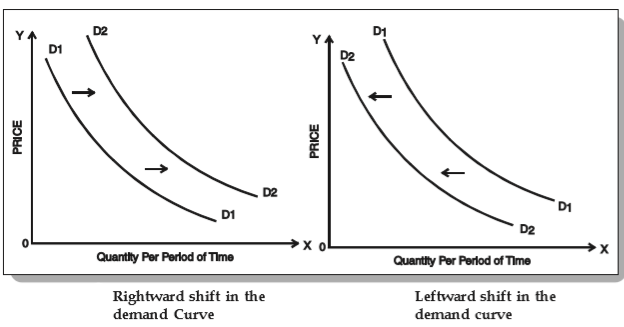 Y
D1
D2
PRICE
D2
D1
0
X
Quantity Per Period of Time
Y
D1
D2
PRICE
D1
D2
0
X
Quantity Per Period of Time
Rightward shift in the
demand Curve
Leftward shift in the
demand curve